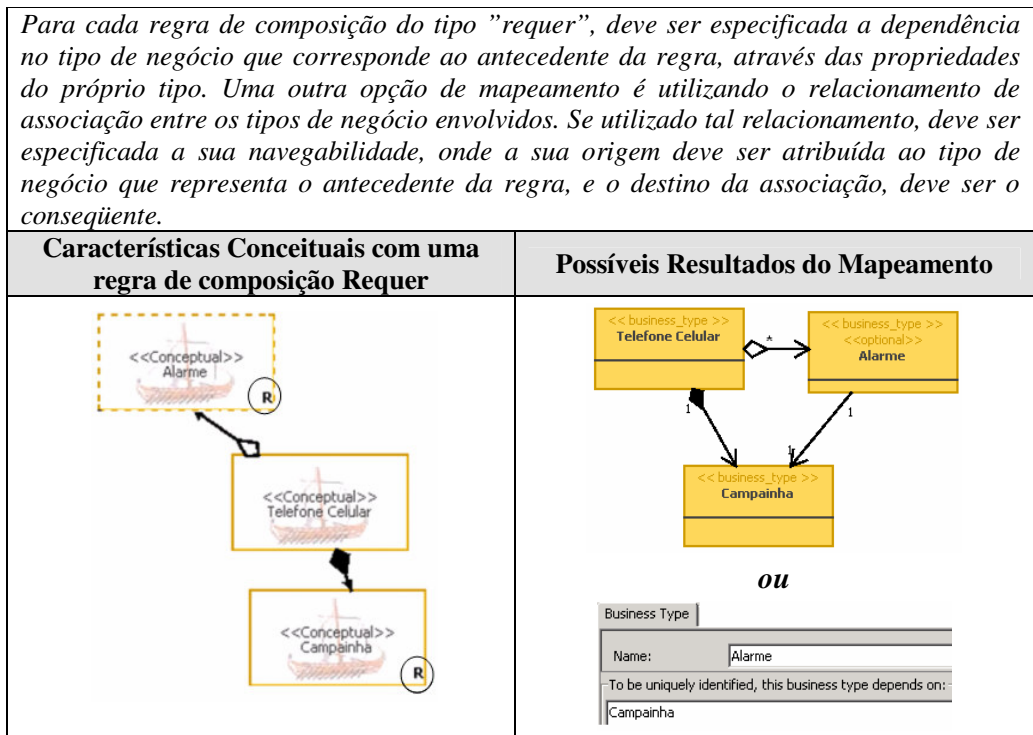 Para cada regra de composição do tipo ”requer”, deve ser especificada a dependência
no tipo de negócio que corresponde ao antecedente da regra, através das propriedades
do próprio tipo. Uma outra opção de mapeamento é utilizando o relacionamento de
associação entre os tipos de negócio envolvidos. Se utilizado tal relacionamento, deve ser
especificada a sua navegabilidade, onde a sua origem deve ser atribuída ao tipo de
negócio que representa o antecedente da regra, e o destino da associação, deve ser o
conseqüente.
Características Conceituais com uma
regra de composição Requer
Possíveis Resultados do Mapeamento
<<Conceptual>>
Alarme
R
<<Conceptual>>
Telefone Celular
<<Conceptual>>
Campainha
R
<< business_type >>
Telefone Celular
*
<< business_type >>
<<optional>>
Alarme
1
1
1
<< business_type >>
Campainha
ou
Business Type
Name: Alarme
To be uniquely identified, this business type depends on:
Campainha